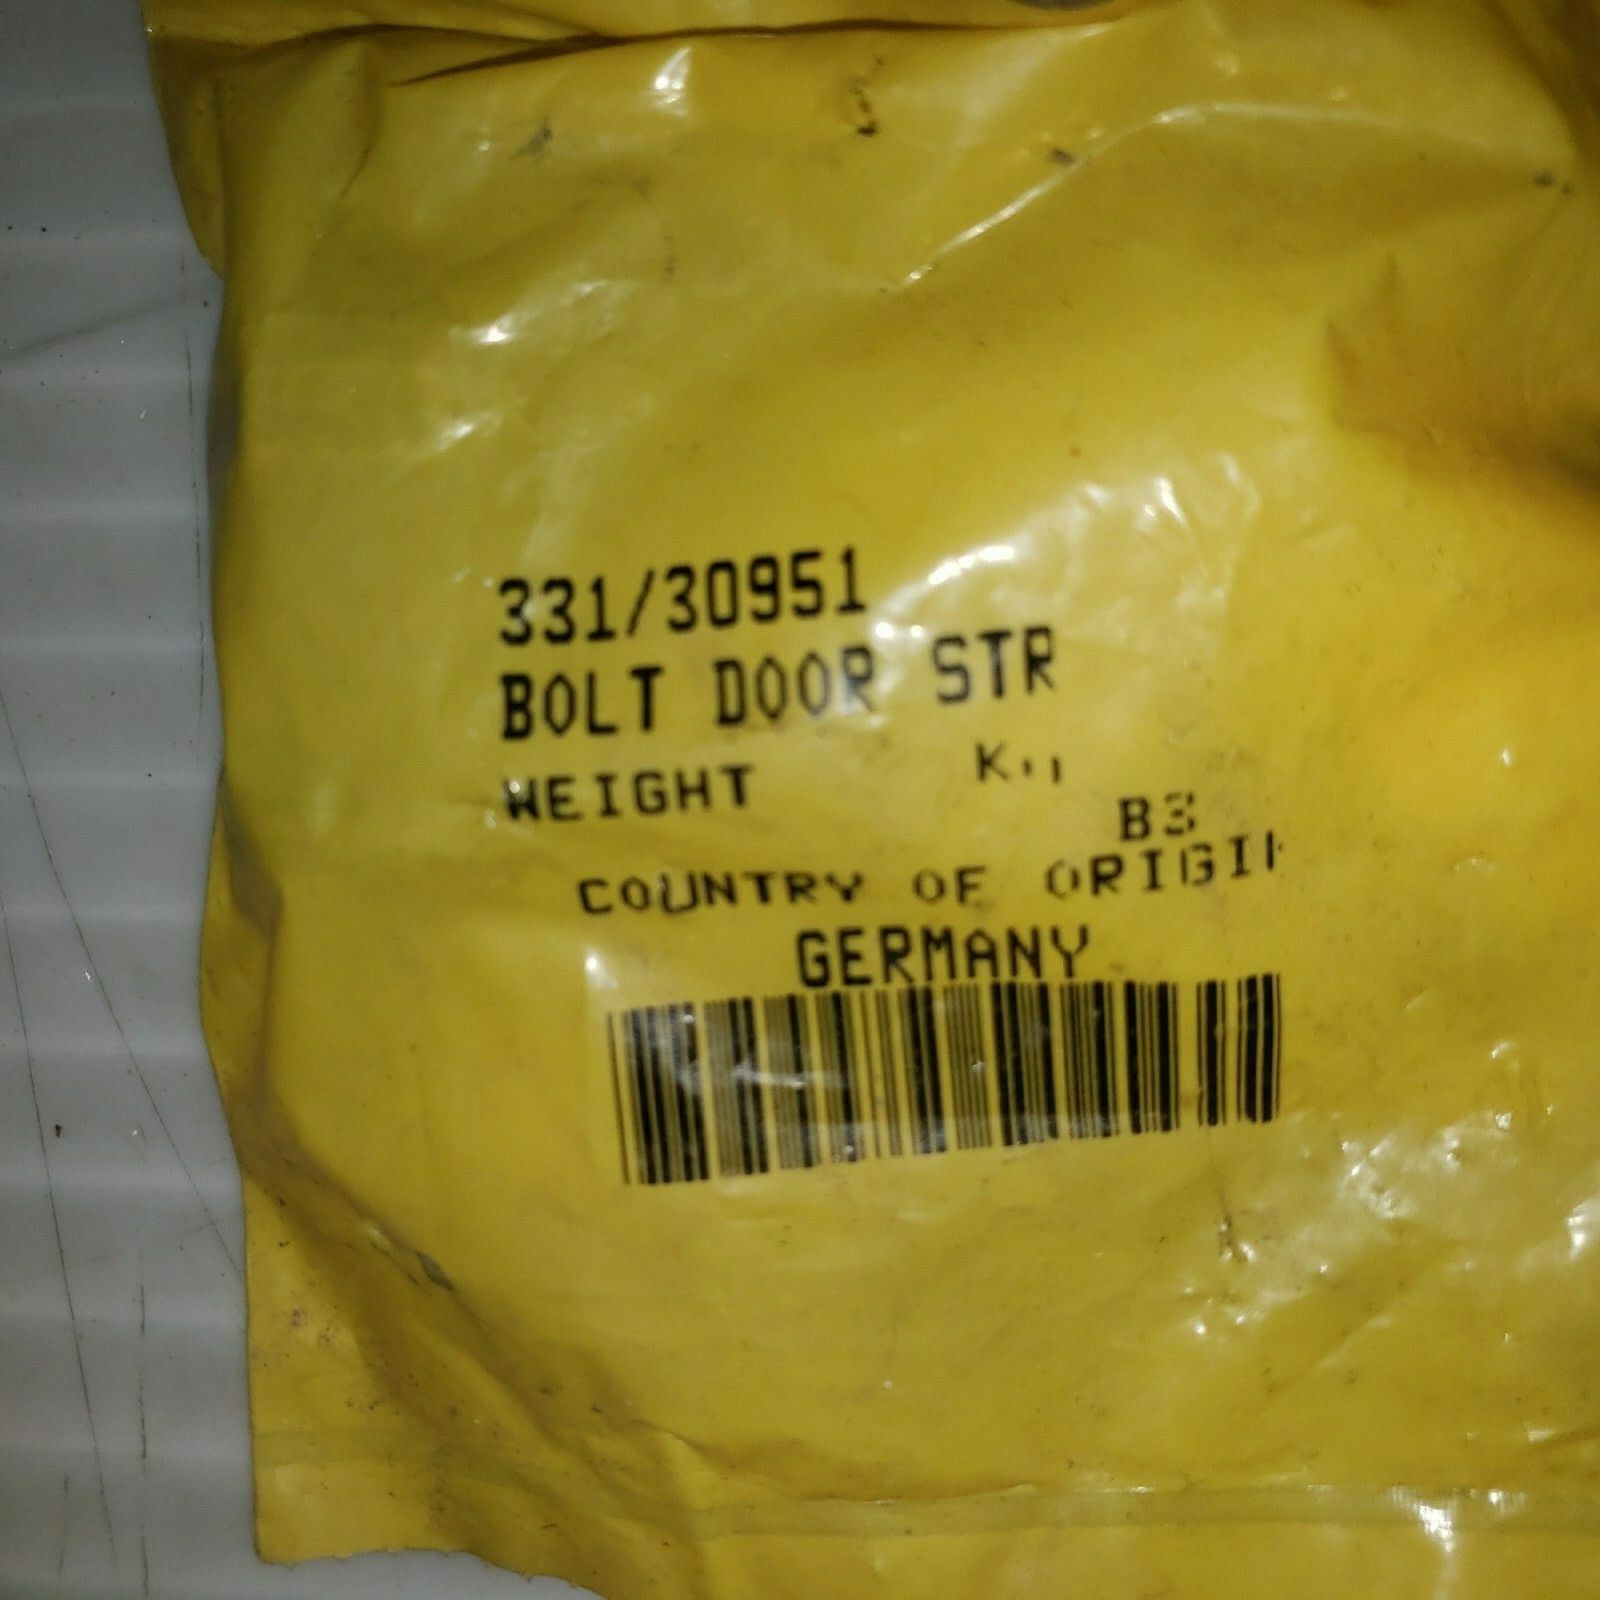 331/30951
BOLT DOOR STR
WEIGHT
B3
COUNTRY OF ORIGIN
GERMANY